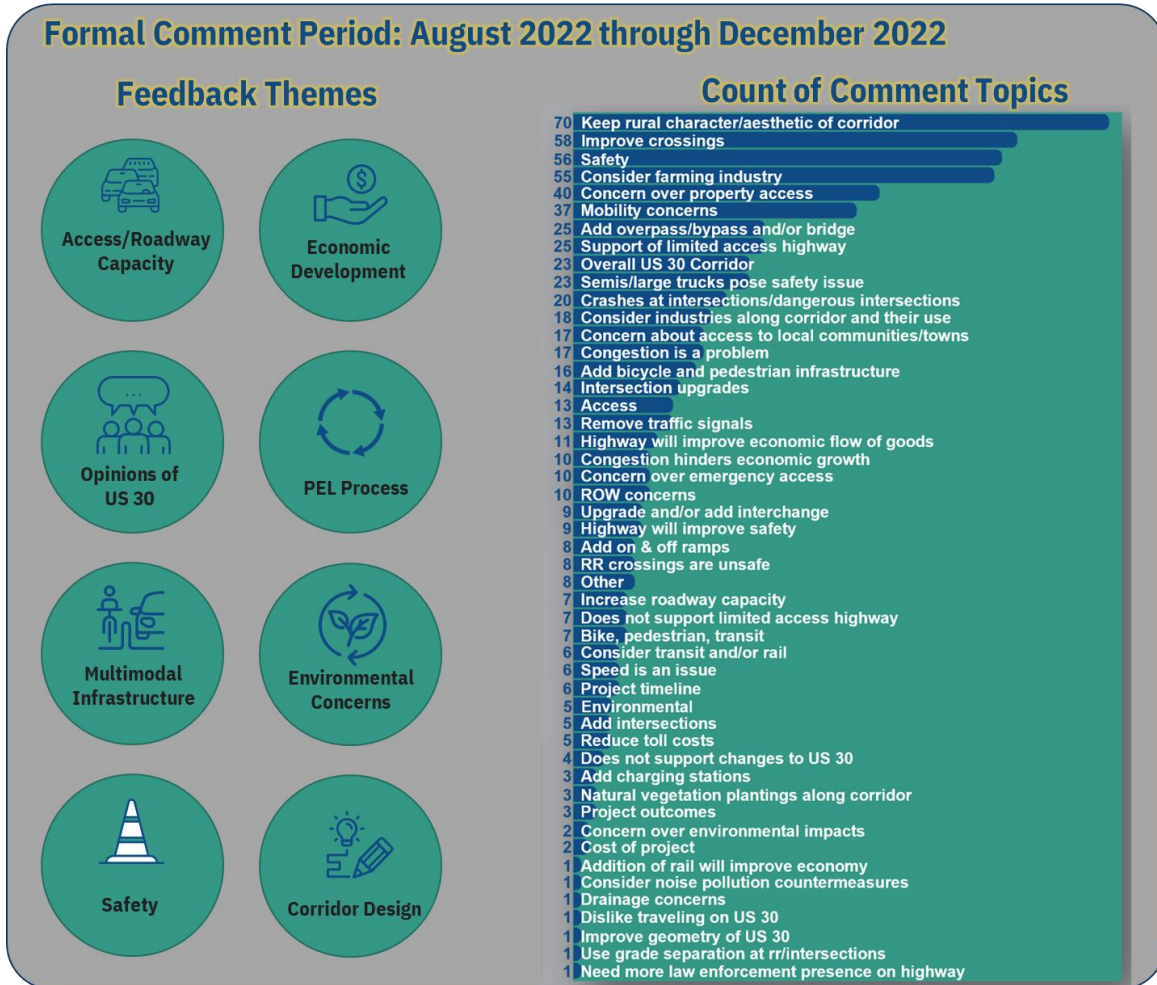 Formal Comment Period: August 2022 through December 2022
Feedback Themes
Access/Roadway
Capacity
Economic
Development
Opinions of
US 30
PEL Process
Multimodal
Infrastructure
Environmental
Concerns
Safety
Corridor Design
Count of Comment Topics
70 Keep rural character/aesthetic of corridor
58 Improve crossings
56 Safety
55 Consider farming industry
40 Concern over property access
37 Mobility concerns
25 Add overpass/bypass and/or bridge
25 Support of limited access highway
23 Overall US 30 Corridor
23 Semis/large trucks pose safety issue
20 Crashes at intersections/dangerous intersections
18 Consider industries along corridor and their use
17 Concern about access to local communities/towns
17 Congestion is a problem
16 Add bicycle and pedestrian infrastructure
14 Intersection upgrades
13 Access
13 Remove traffic signals
11 Highway will improve economic flow of goods
10 Congestion hinders economic growth
10 Concern over emergency access
10 ROW concerns
9 Upgrade and/or add interchange
9 Highway will improve safety
8 Add on & off ramps
8 RR crossings are unsafe
8 Other
7 Increase roadway capacity
7 Does not support limited access highway
7 Bike, pedestrian, transit
6 Consider transit and/or rail
6 Speed is an issue
6 Project timeline
5 Environmental
5 Add intersections
5 Reduce toll costs
4 Does not support changes to US 30
3 Add charging stations
3 Natural vegetation plantings along corridor
3 Project outcomes
2 Concern over environmental impacts
2 Cost of project
1 Addition of rail will improve economy
1 Consider noise pollution countermeasures
1 Drainage concerns
1 Dislike traveling on US 30
1 Improve geometry of US 30
1 Use grade separation at rr/intersections
1 Need more law enforcement presence on highway